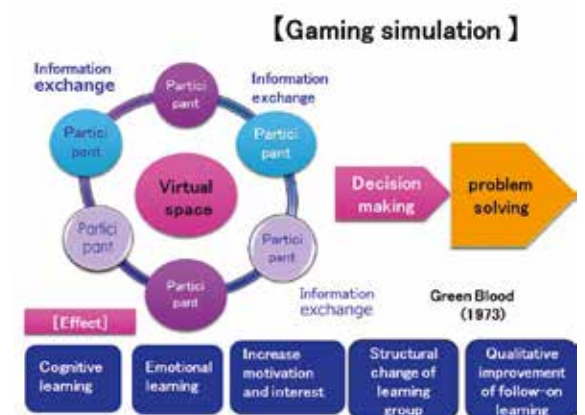 【Gaming simulation】
Information
exchange
Partici
pant
Information
exchange
Partici
pant
Partici
pant
Virtual
space
Decision
making
problem
solving
Partici
pant
Partici
pant
Partici
pant
Information
exchange
Green Blood
(1973)
[Effect]
Cognitive
learning
Emotional
learning
Increase
motivation
and interest
Structural
change of
learning
group
Qualitative
improvement
of follow-on
learning